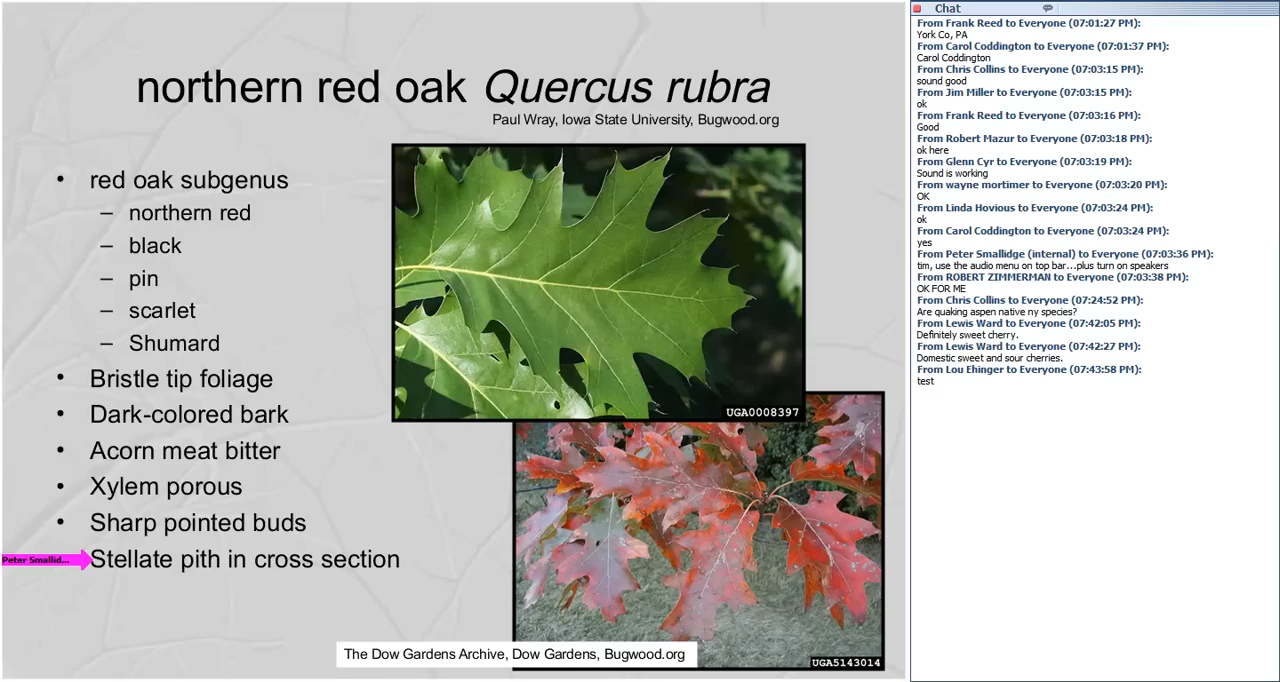 northern red oak Quercus rubra
Paul Wray, Iowa State University, Bugwood.org
• red oak subgenus
– northern red
– black
– pin
– scarlet
– Shumard
• Bristle tip foliage
• Dark-colored bark
• Acorn meat bitter
• Xylem porous
• Sharp pointed buds
Peter Smallid...
Stellate pith in cross section
UGA0008397
The Dow Gardens Archive, Dow Gardens, Bugwood.org
UGA5143014
Chat
From Frank Reed to Everyone (07:01:27 PM):
York Co, PA
From Carol Coddington to Everyone (07:01:37 PM):
Carol Coddington
From Chris Collins to Everyone (07:03:15 PM):
sound good
From Jim Miller to Everyone (07:03:15 PM):
ok
From Frank Reed to Everyone (07:03:16 PM):
Good
From Robert Mazur to Everyone (07:03:18 PM):
ok here
From Glenn Cyr to Everyone (07:03:19 PM):
Sound is working
From wayne mortimer to Everyone (07:03:20 PM):
OK
From Linda Hovious to Everyone (07:03:24 PM):
ok
From Carol Coddington to Everyone (07:03:24 PM):
yes
From Peter Smallidge (internal) to Everyone (07:03:36 PM):
tim, use the audio menu on top bar...plus turn on speakers
From ROBERT ZIMMERMAN to Everyone (07:03:38 PM):
OK FOR ME
From Chris Collins to Everyone (07:24:52 PM):
Are quaking aspen native ny species?
From Lewis Ward to Everyone (07:42:05 PM):
Definitely sweet cherry.
From Lewis Ward to Everyone (07:42:27 PM):
Domestic sweet and sour cherries.
From Lou Ehinger to Everyone (07:43:58 PM):
test